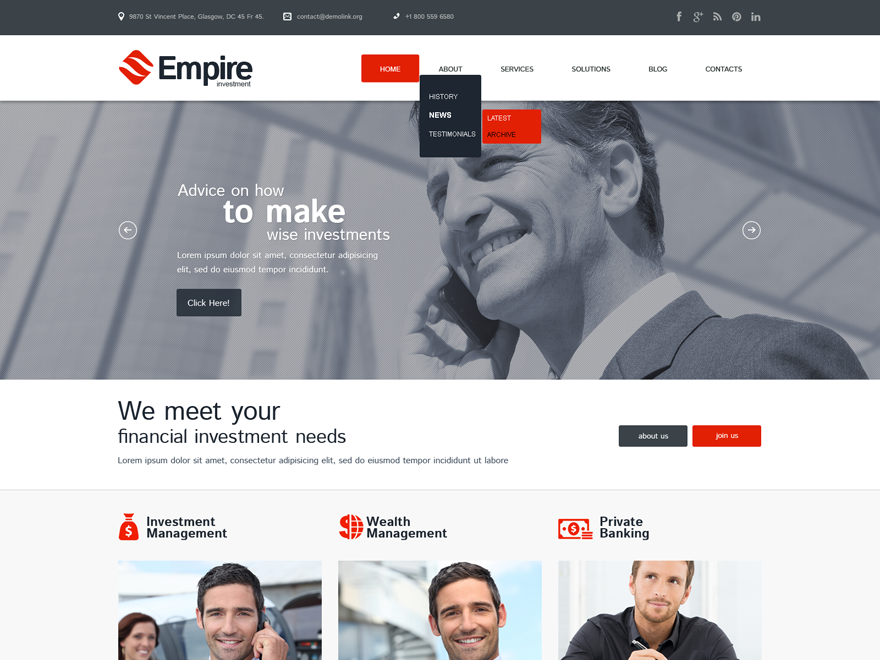 9870 St Vincent Place, Glasgow, DC 45 Fr 45.
contact@demolink.org
+1 800 559 6580
Empire
investment
HOME
ABOUT
SERVICES
SOLUTIONS
BLOG
CONTACTS
HISTORY
NEWS
TESTIMONIALS
LATEST
ARCHIVE
Advice on how
to make
wise investments
Lorem ipsum dolor sit amet, consectetur adipisicing
elit, sed do eiusmod tempor incididunt.
Click Here!
We meet your
financial investment needs
Lorem ipsum dolor sit amet, consectetur adipisicing elit, sed do eiusmod tempor incididunt ut labore
about us
join us
Investment
Management
Wealth
Management
Private
Banking